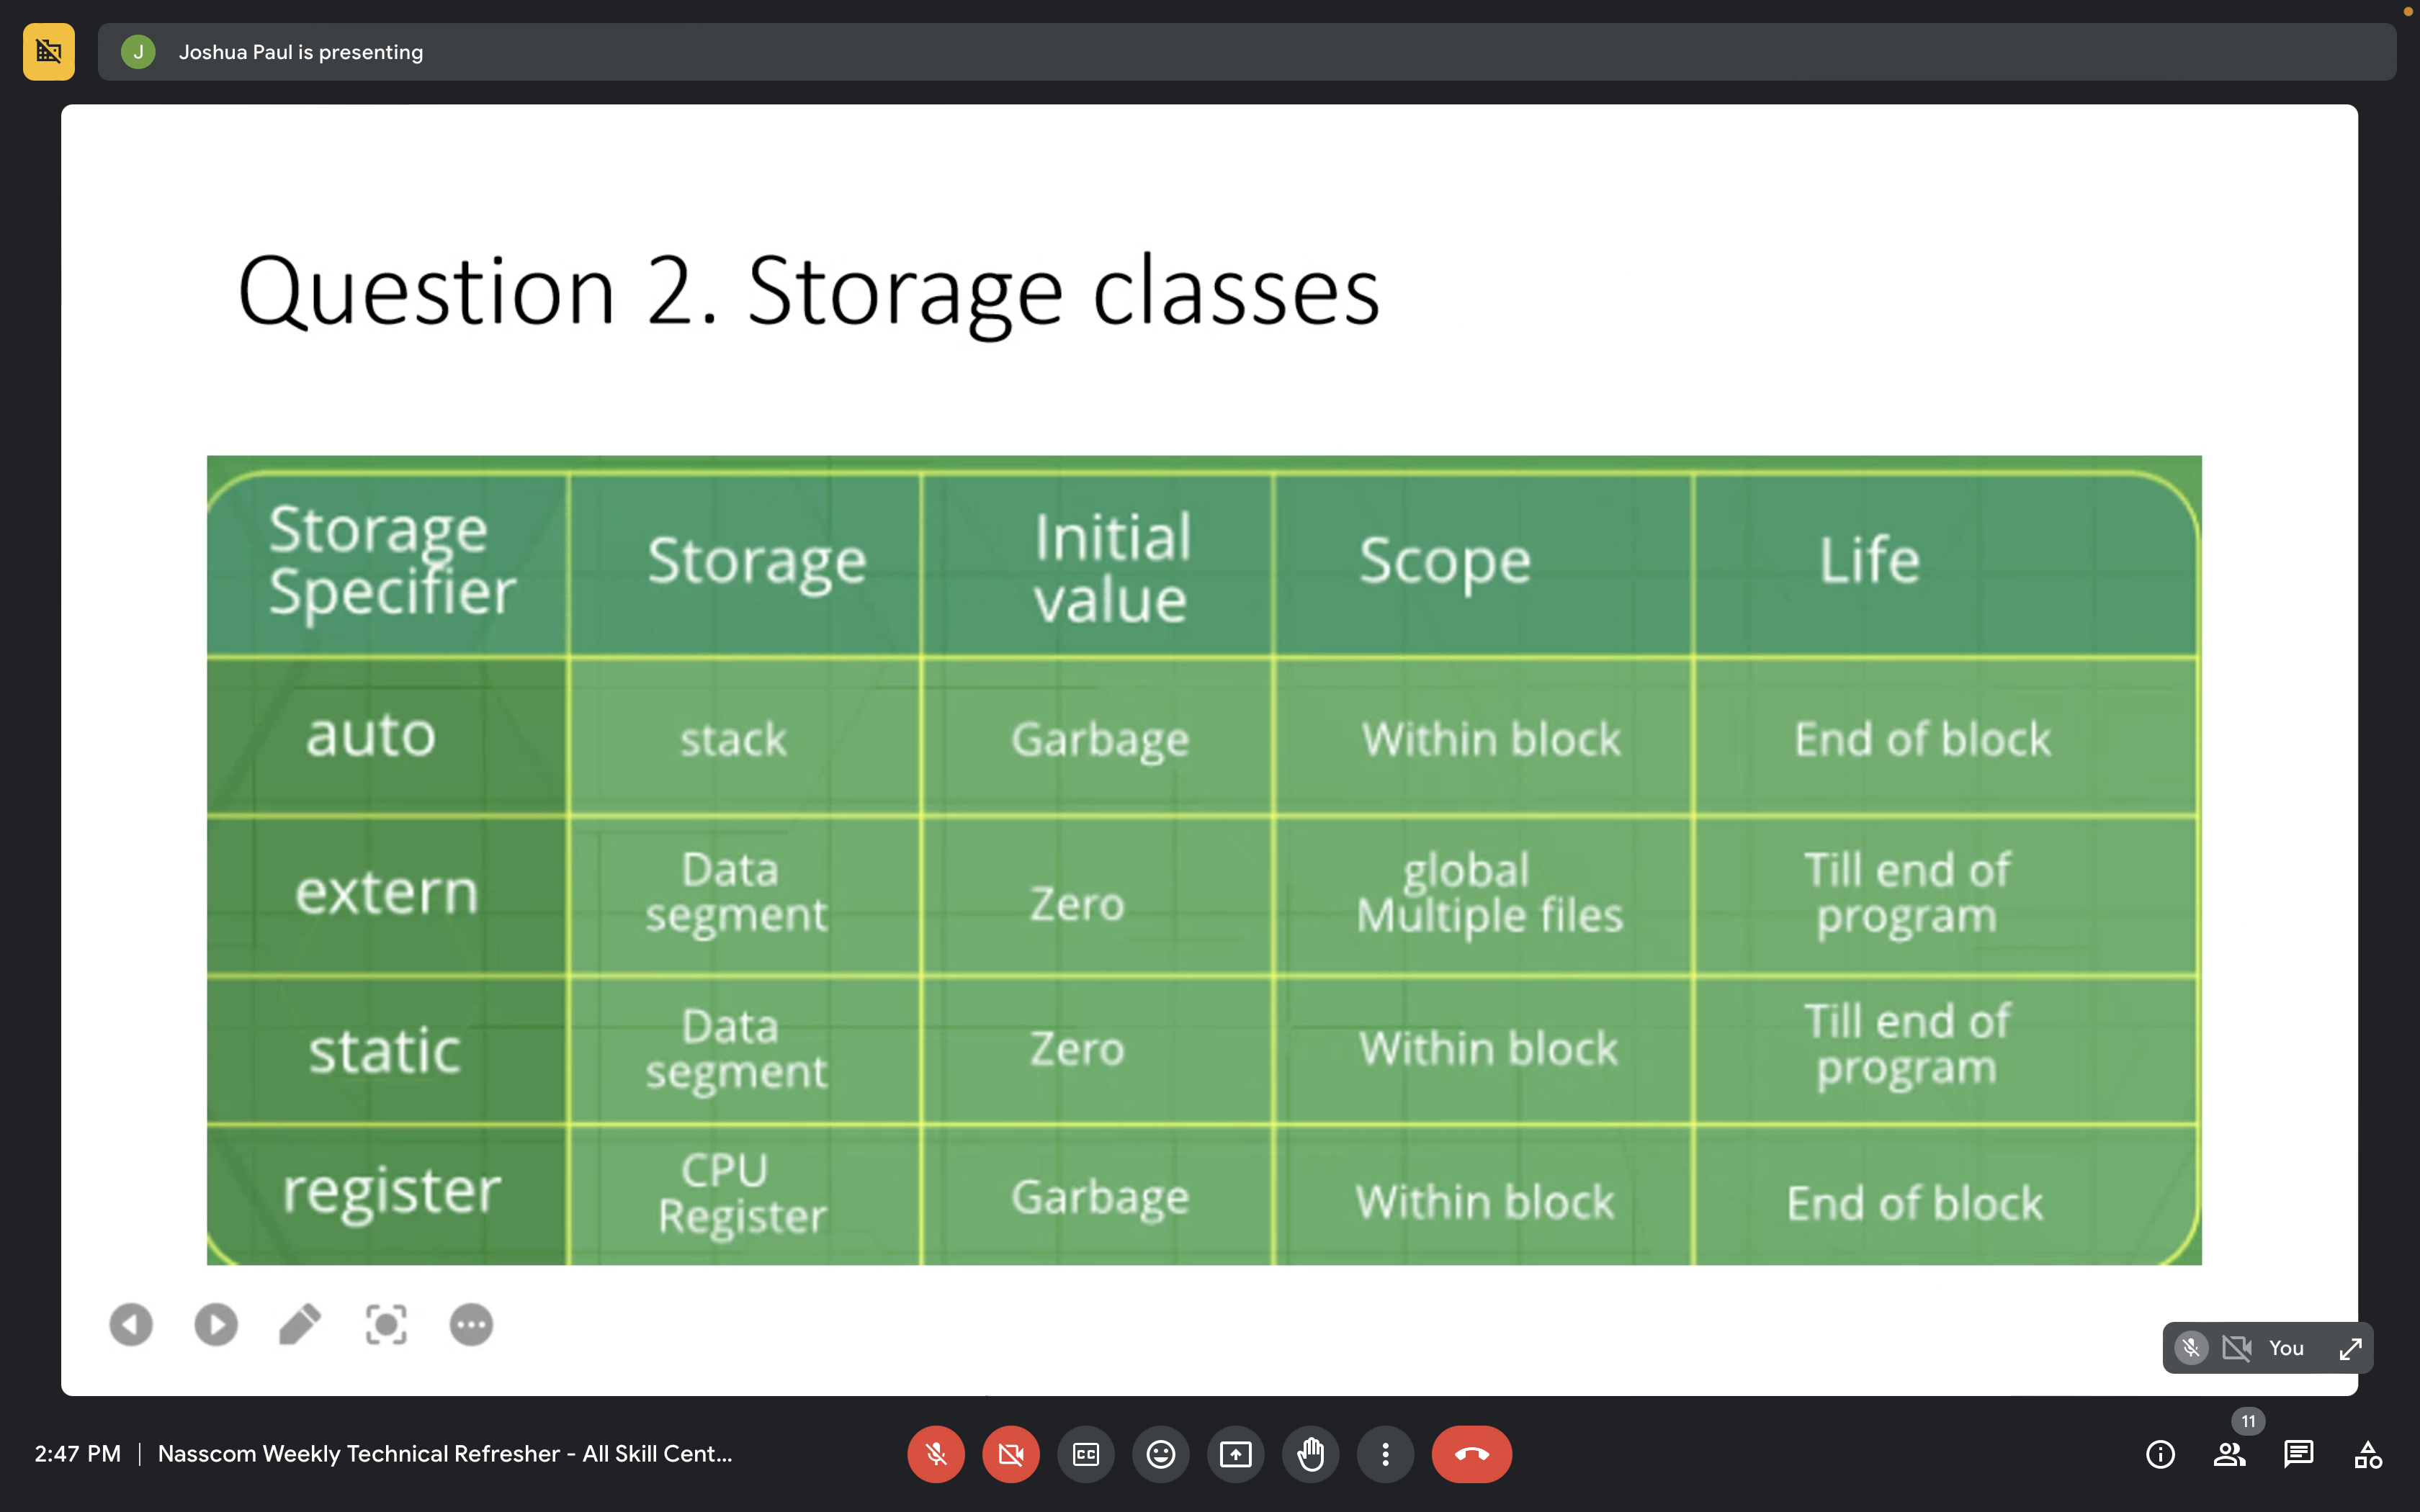 J Joshua Paul is presenting
Question 2. Storage classes
Storage Specifier Storage Initial value Scope Life
auto stack Garbage Within block End of block
extern Data segment Zero global Multiple files Till end of program
static Data segment Zero Within block Till end of program
register CPU Register Garbage Within block End of block
You
11
2:47 PM | Nasscom Weekly Technical Refresher - All Skill Cent...
CC